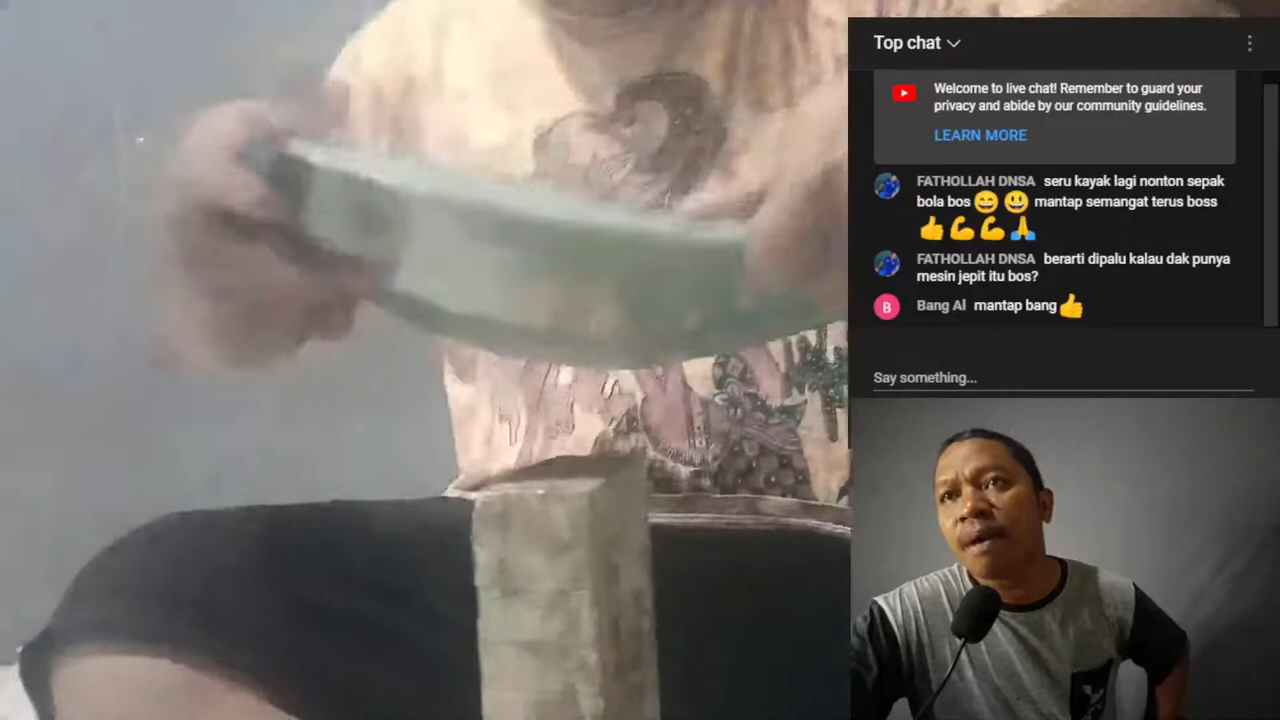 Top chat
Welcome to live chat! Remember to guard your
privacy and abide by our community guidelines.
LEARN MORE
FATHOLLAH DNSA seru kayak lagi nonton sepak
bola bos😄😃 mantap semangat terus boss
👍💪💪🙏
FATHOLLAH DNSA berarti dipalu kalau dak punya
mesin jepit itu bos?
B Bang Al mantap bang👍
Say something...